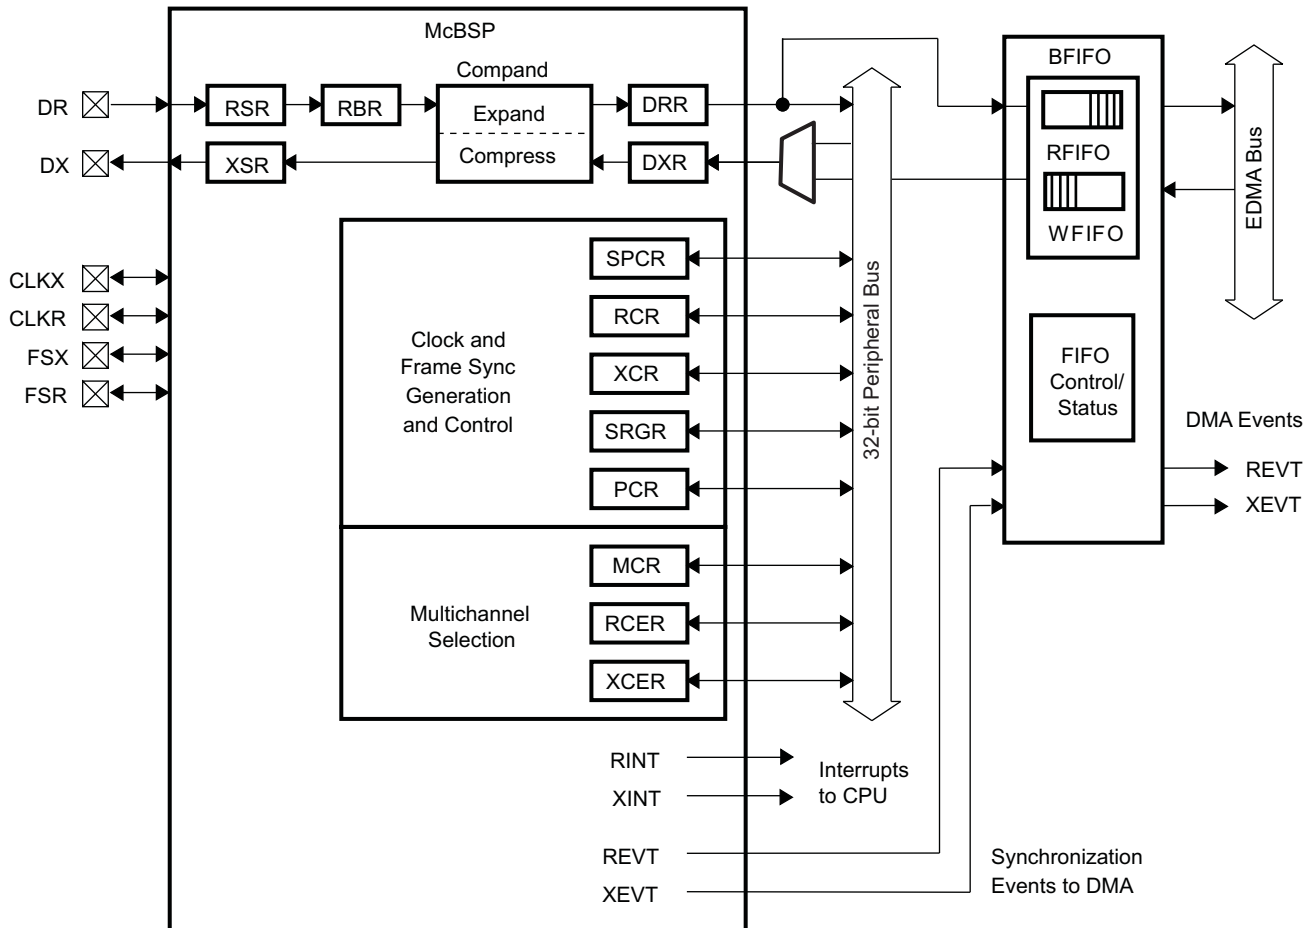 McBSP
Compand
DR
RSR
RBR
Expand
DRR
DX
XSR
Compress
DXR
CLKX
CLKR
FSX
FSR
Clock and
Frame Sync
Generation
and Control
SPCR
RCR
XCR
SRGR
PCR
Multichannel
Selection
MCR
RCER
XCER
32-bit Peripheral Bus
BFIFO
RFIFO
WFIFO
FIFO
Control/
Status
EDMA Bus
DMA Events
REVT
XEVT
RINT
XINT
Interrupts
to CPU
REVT
XEVT
Synchronization
Events to DMA